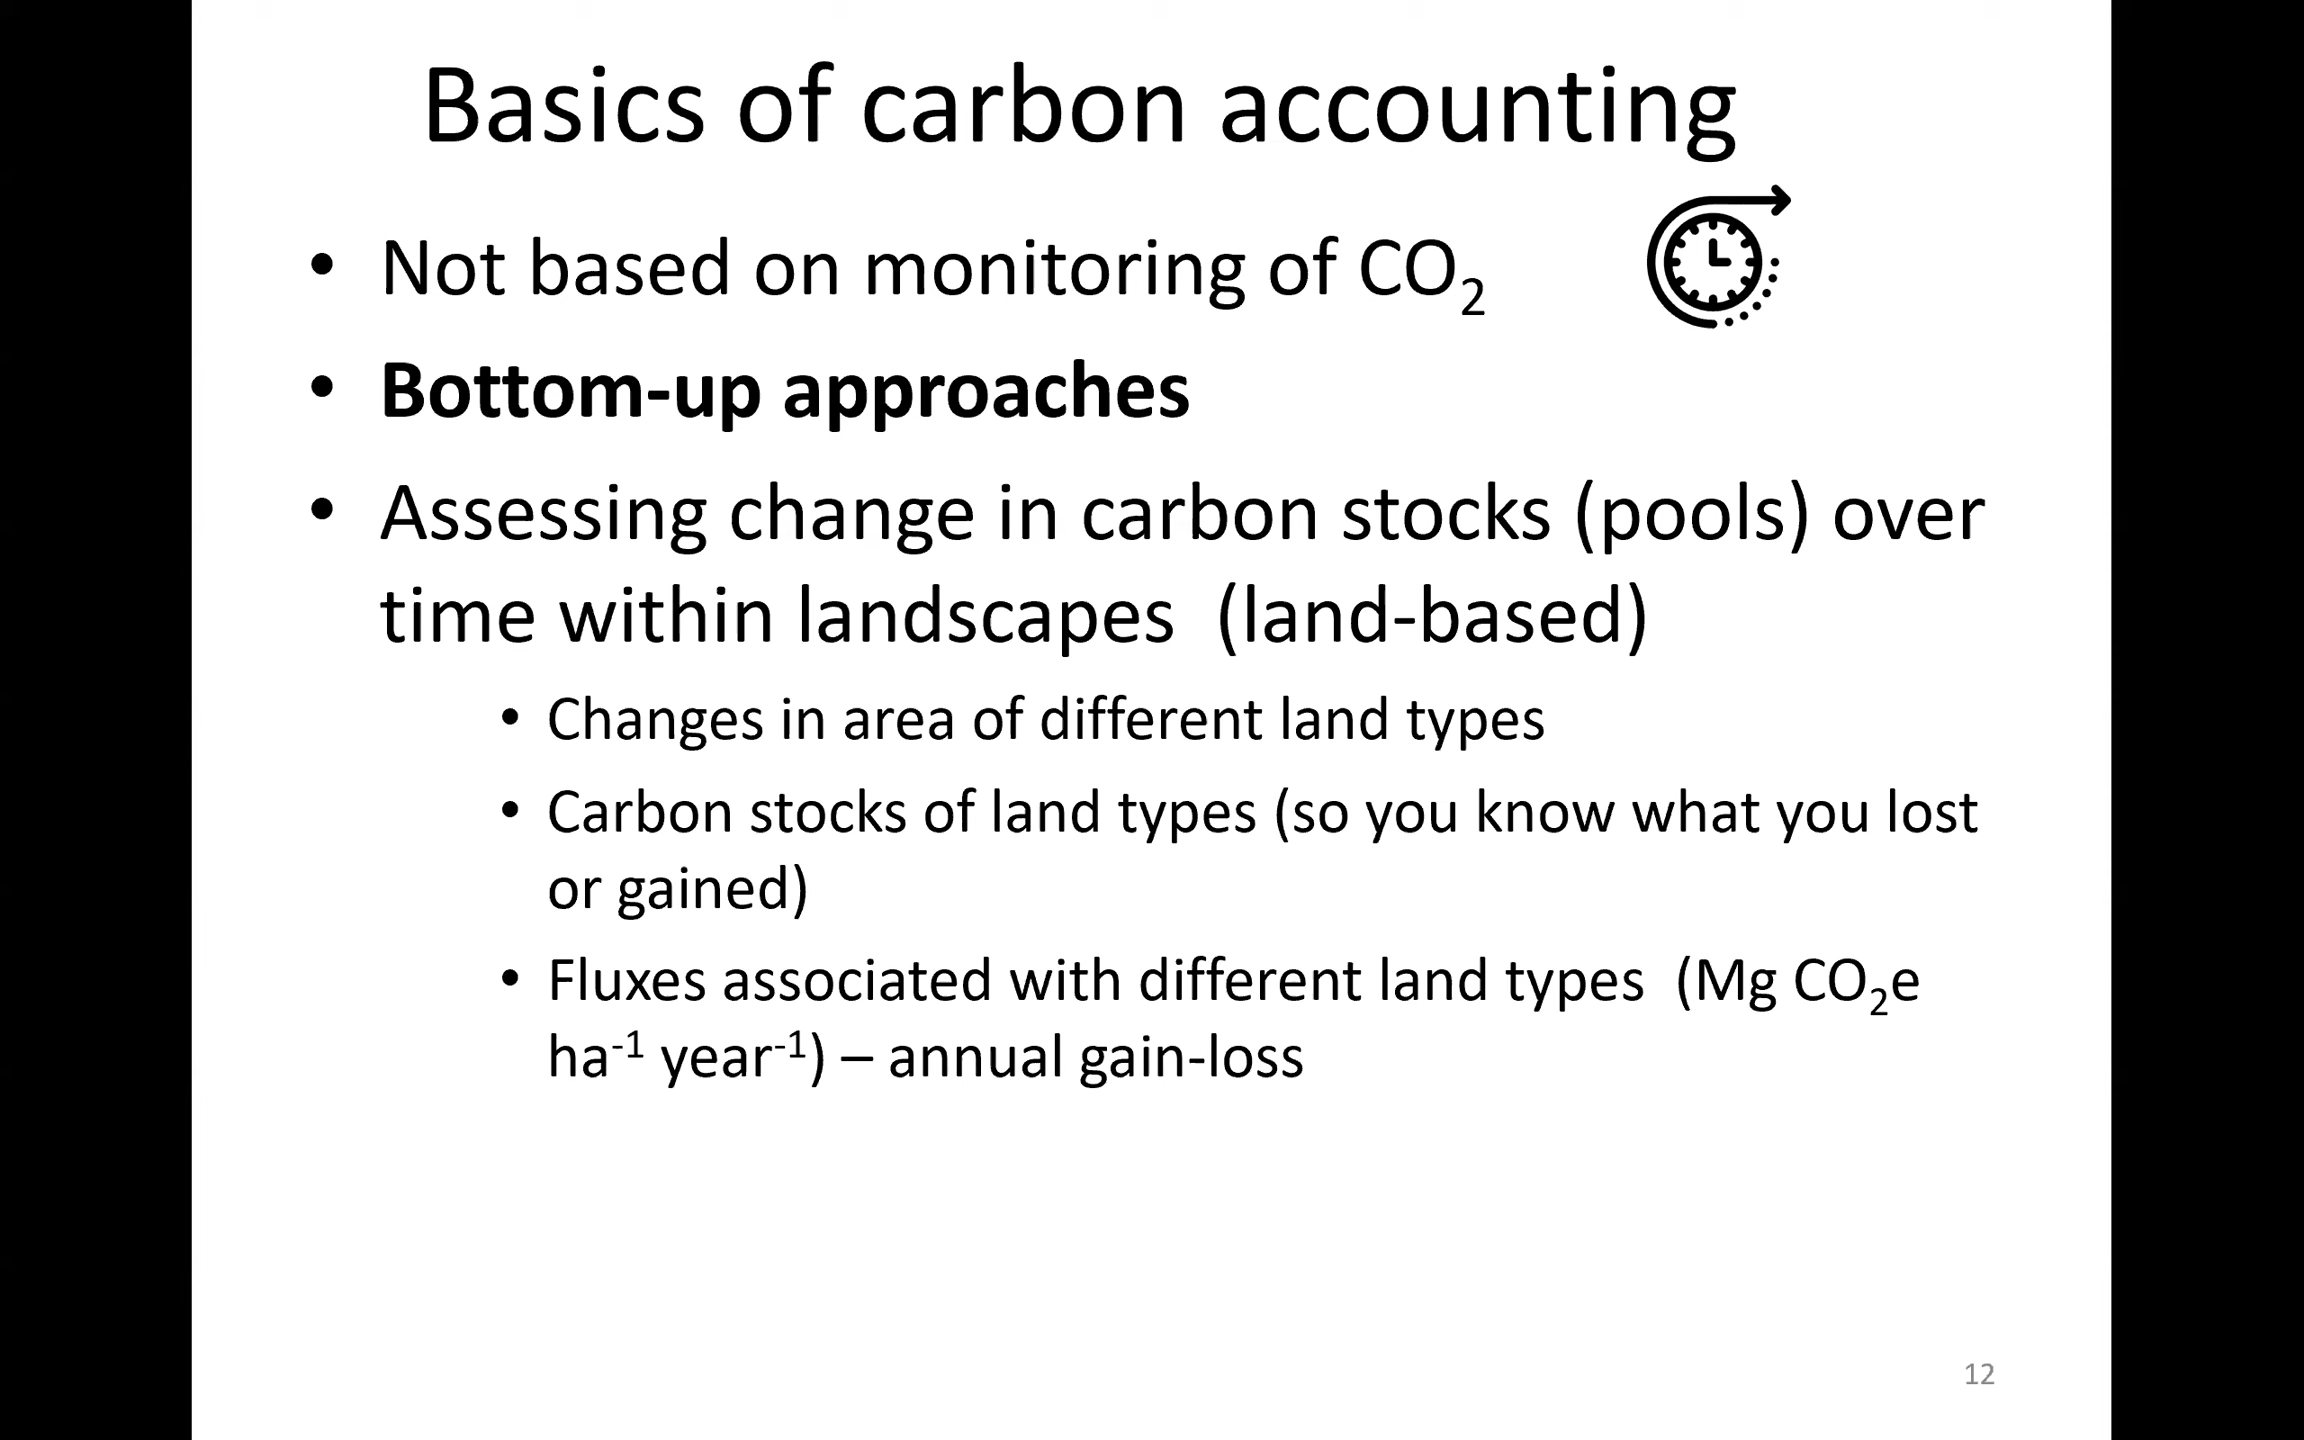 Basics of carbon accounting
• Not based on monitoring of CO₂
• Bottom-up approaches
• Assessing change in carbon stocks (pools) over
time within landscapes  (land-based)
• Changes in area of different land types
• Carbon stocks of land types (so you know what you lost
or gained)
• Fluxes associated with different land types  (Mg CO₂e
ha⁻¹ year⁻¹) – annual gain-loss
12